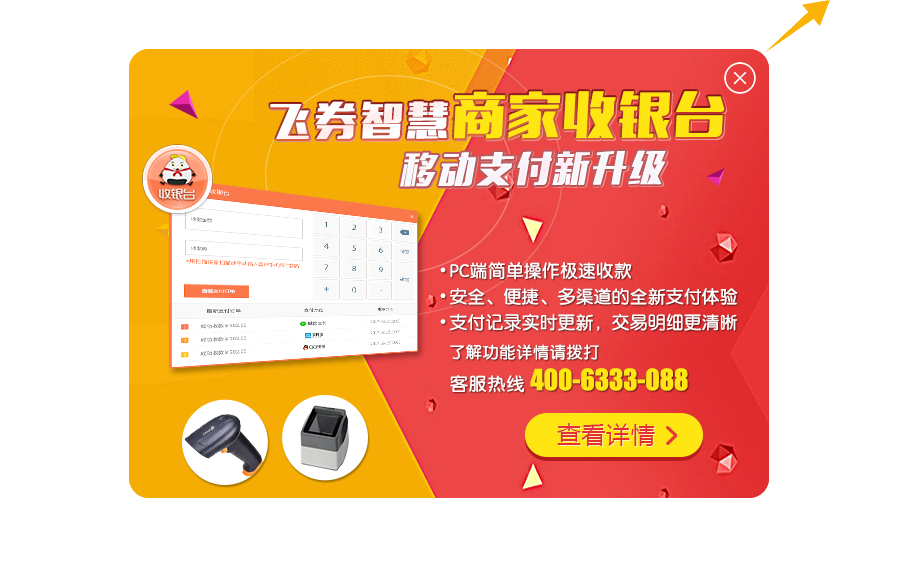 飞券智慧商家收银台
移动支付新升级
收银台
收银台
1 2 3
4 5 6
7 8 9
+ 0 .
•PC端简单操作极速收款
•安全、便捷、多渠道的全新支付体验
•支付记录实时更新，交易明细更清晰
了解功能详情请拨打
客服热线 400-6333-088
查看详情